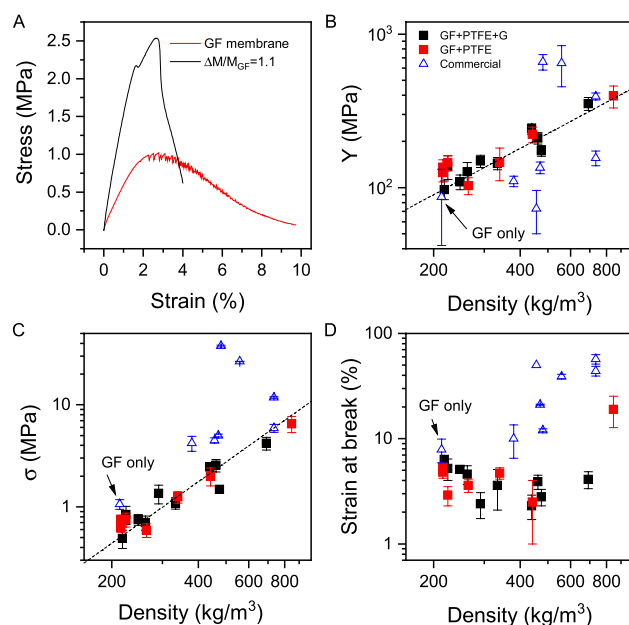 A
GF membrane
ΔM/M_GF=1.1
Stress (MPa)
2.5
2.0
1.5
1.0
0.5
0.0
0 2 4 6 8 10
Strain (%)
B
GF+PTFE+G
GF+PTFE
Commercial
Y (MPa)
10³
10²
GF only
200 400 600 800
Density (kg/m³)
C
σ (MPa)
10
1
GF only
200 400 600 800
Density (kg/m³)
D
Strain at break (%)
100
10
1
GF only
200 400 600 800
Density (kg/m³)